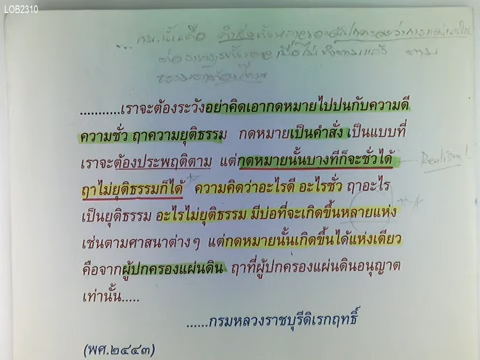 LOB2310
...........เราจะต้องระวังอย่าคิดเอากดหมายไปปนกับความดี
ความชั่ว ฤาความยุติธรรม กดหมายเป็นคำสั่ง เป็นแบบที่
เราจะต้องประพฤติตาม แต่กดหมายนั้นบางทีก็จะชั่วได้
ฤาไม่ยุติธรรมก็ได้ ความคิดว่าอะไรดี อะไรชั่ว ฤาอะไร
เป็นยุติธรรม อะไรไม่ยุติธรรม มีบ่อที่จะเกิดขึ้นหลายแห่ง
เช่นตามศาสนาต่างๆ แต่กดหมายนั้นเกิดขึ้นได้แห่งเดียว
คือจากผู้ปกครองแผ่นดิน ฤาที่ผู้ปกครองแผ่นดินอนุญาต
เท่านั้น.....
......กรมหลวงราชบุรีดิเรกฤทธิ์
(พศ.๒๔๔๓)